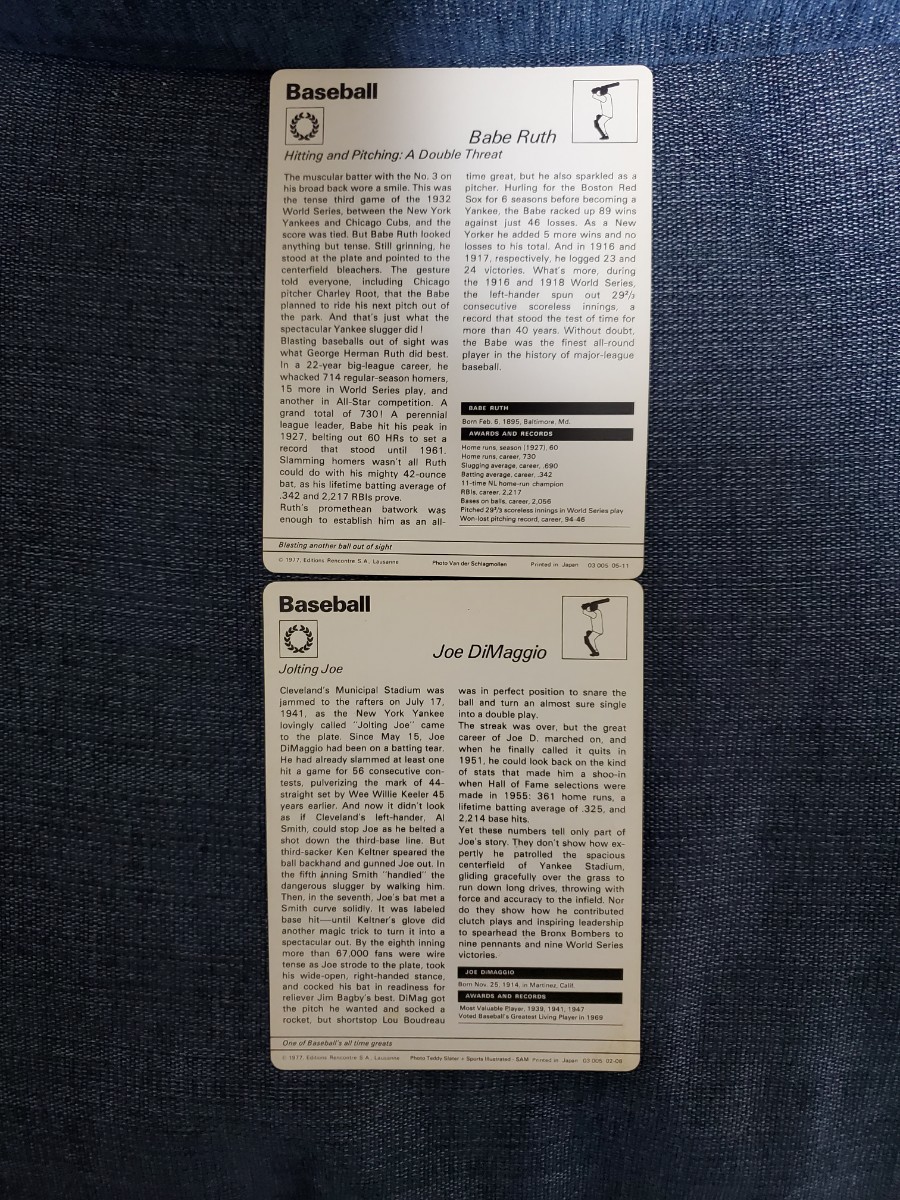 Baseball
Babe Ruth
Hitting and Pitching: A Double Threat
The muscular batter with the No. 3 on
his broad back wore a smile. This was
the tense third game of the 1932
World Series, between the New York
Yankees and Chicago Cubs, and the
score was tied. But Babe Ruth looked
anything but tense. Still grinning, he
stood at the plate and pointed to the
centerfield bleachers. The gesture
told everyone, including Chicago
pitcher Charley Root, that the Babe
planned to ride his next pitch out of
the park. And that's just what the
spectacular Yankee slugger did!
Blasting baseballs out of sight was
what George Herman Ruth did best.
In a 22-year big-league career, he
whacked 714 regular-season homers,
15 more in World Series play, and
another in All-Star competition. A
grand total of 730! A perennial
league leader, Babe hit his peak in
1927, belting out 60 HRs to set a
record that stood until 1961.
Slamming homers wasn't all Ruth
could do with his mighty 42-ounce
bat, as his lifetime batting average of
.342 and 2,217 RBIs prove.
Ruth's promethean batwork was
enough to establish him as an all-
time great, but he also sparkled as a
pitcher. Hurling for the Boston Red
Sox for 6 seasons before becoming a
Yankee, the Babe racked up 89 wins
against just 46 losses. As a New
Yorker he added 5 more wins and no
losses to his total. And in 1916 and
1917, respectively, he logged 23 and
24 victories. What's more, during
the 1916 and 1918 World Series,
the left-hander spun out 29²/₃
consecutive scoreless innings, a
record that stood the test of time for
more than 40 years. Without doubt,
the Babe was the finest all-round
player in the history of major-league
baseball.
BABE RUTH
Born Feb. 6, 1895, Baltimore, Md.
AWARDS AND RECORDS
Home runs, season (1927), 60
Home runs, career, 730
Slugging average, career, .690
Batting average, career, .342
11-time NL home-run champion
RBIs, career, 2,217
Bases on balls, career, 2,056
Pitched 29²/₃ scoreless innings in World Series play
Won-lost pitching record, career, 94-46
Blasting another ball out of sight
© 1977, Editions Rencontre S.A., Lausanne Photo Van der Schlagmollen Printed in Japan 03 005 05-11
Baseball
Joe DiMaggio
Jolting Joe
Cleveland's Municipal Stadium was
jammed to the rafters on July 17,
1941, as the New York Yankee
lovingly called "Jolting Joe" came
to the plate. Since May 15, Joe
DiMaggio had been on a batting tear.
He had already slammed at least one
hit a game for 56 consecutive con-
tests, pulverizing the mark of 44-
straight set by Wee Willie Keeler 45
years earlier. And now it didn't look
as if Cleveland's left-hander, Al
Smith, could stop Joe as he belted a
shot down the third-base line. But
third-sacker Ken Keltner speared the
ball backhand and gunned Joe out. In
the fifth inning Smith "handled" the
dangerous slugger by walking him.
Then, in the seventh, Joe's bat met a
Smith curve solidly. It was labeled
base hit—until Keltner's glove did
another magic trick to turn it into a
spectacular out. By the eighth inning
more than 67,000 fans were wire
tense as Joe strode to the plate, took
his wide-open, right-handed stance,
and cocked his bat in readiness for
reliever Jim Bagby's best. DiMag got
the pitch he wanted and socked a
rocket, but shortstop Lou Boudreau
was in perfect position to snare the
ball and turn an almost sure single
into a double play.
The streak was over, but the great
career of Joe D. marched on, and
when he finally called it quits in
1951, he could look back on the kind
of stats that made him a shoo-in
when Hall of Fame selections were
made in 1955: 361 home runs, a
lifetime batting average of .325, and
2,214 base hits.
Yet these numbers tell only part of
Joe's story. They don't show how ex-
pertly he patrolled the spacious
centerfield of Yankee Stadium,
gliding gracefully over the grass to
run down long drives, throwing with
force and accuracy to the infield. Nor
do they show how he contributed
clutch plays and inspiring leadership
to spearhead the Bronx Bombers to
nine pennants and nine World Series
victories.
JOE DiMAGGIO
Born Nov. 25, 1914, in Martinez, Calif.
AWARDS AND RECORDS
Most Valuable Player, 1939, 1941, 1947
Voted Baseball's Greatest Living Player in 1969
One of Baseball's all time greats
© 1977, Editions Rencontre S.A., Lausanne Photo Teddy Slater - Sports Illustrated - SAM Printed in Japan 03 005 02-08